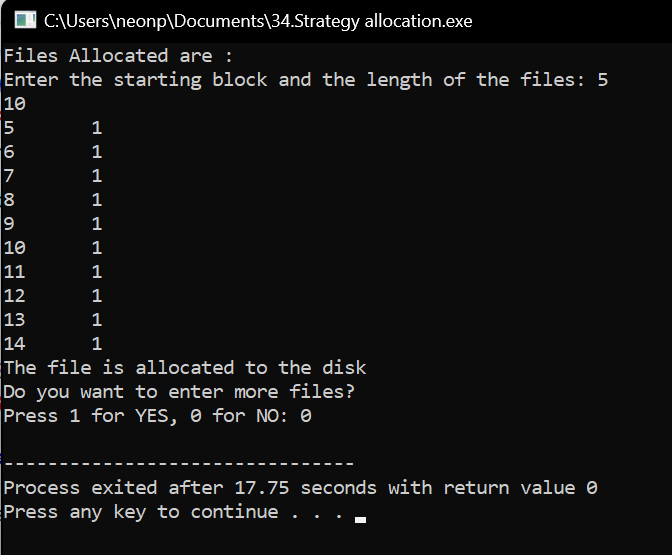 C:\Users\neonp\Documents\34.Strategy allocation.exe
Files Allocated are :
Enter the starting block and the length of the files: 5
10
5 1
6 1
7 1
8 1
9 1
10 1
11 1
12 1
13 1
14 1
The file is allocated to the disk
Do you want to enter more files?
Press 1 for YES, 0 for NO: 0
--------------------------------
Process exited after 17.75 seconds with return value 0
Press any key to continue . . .